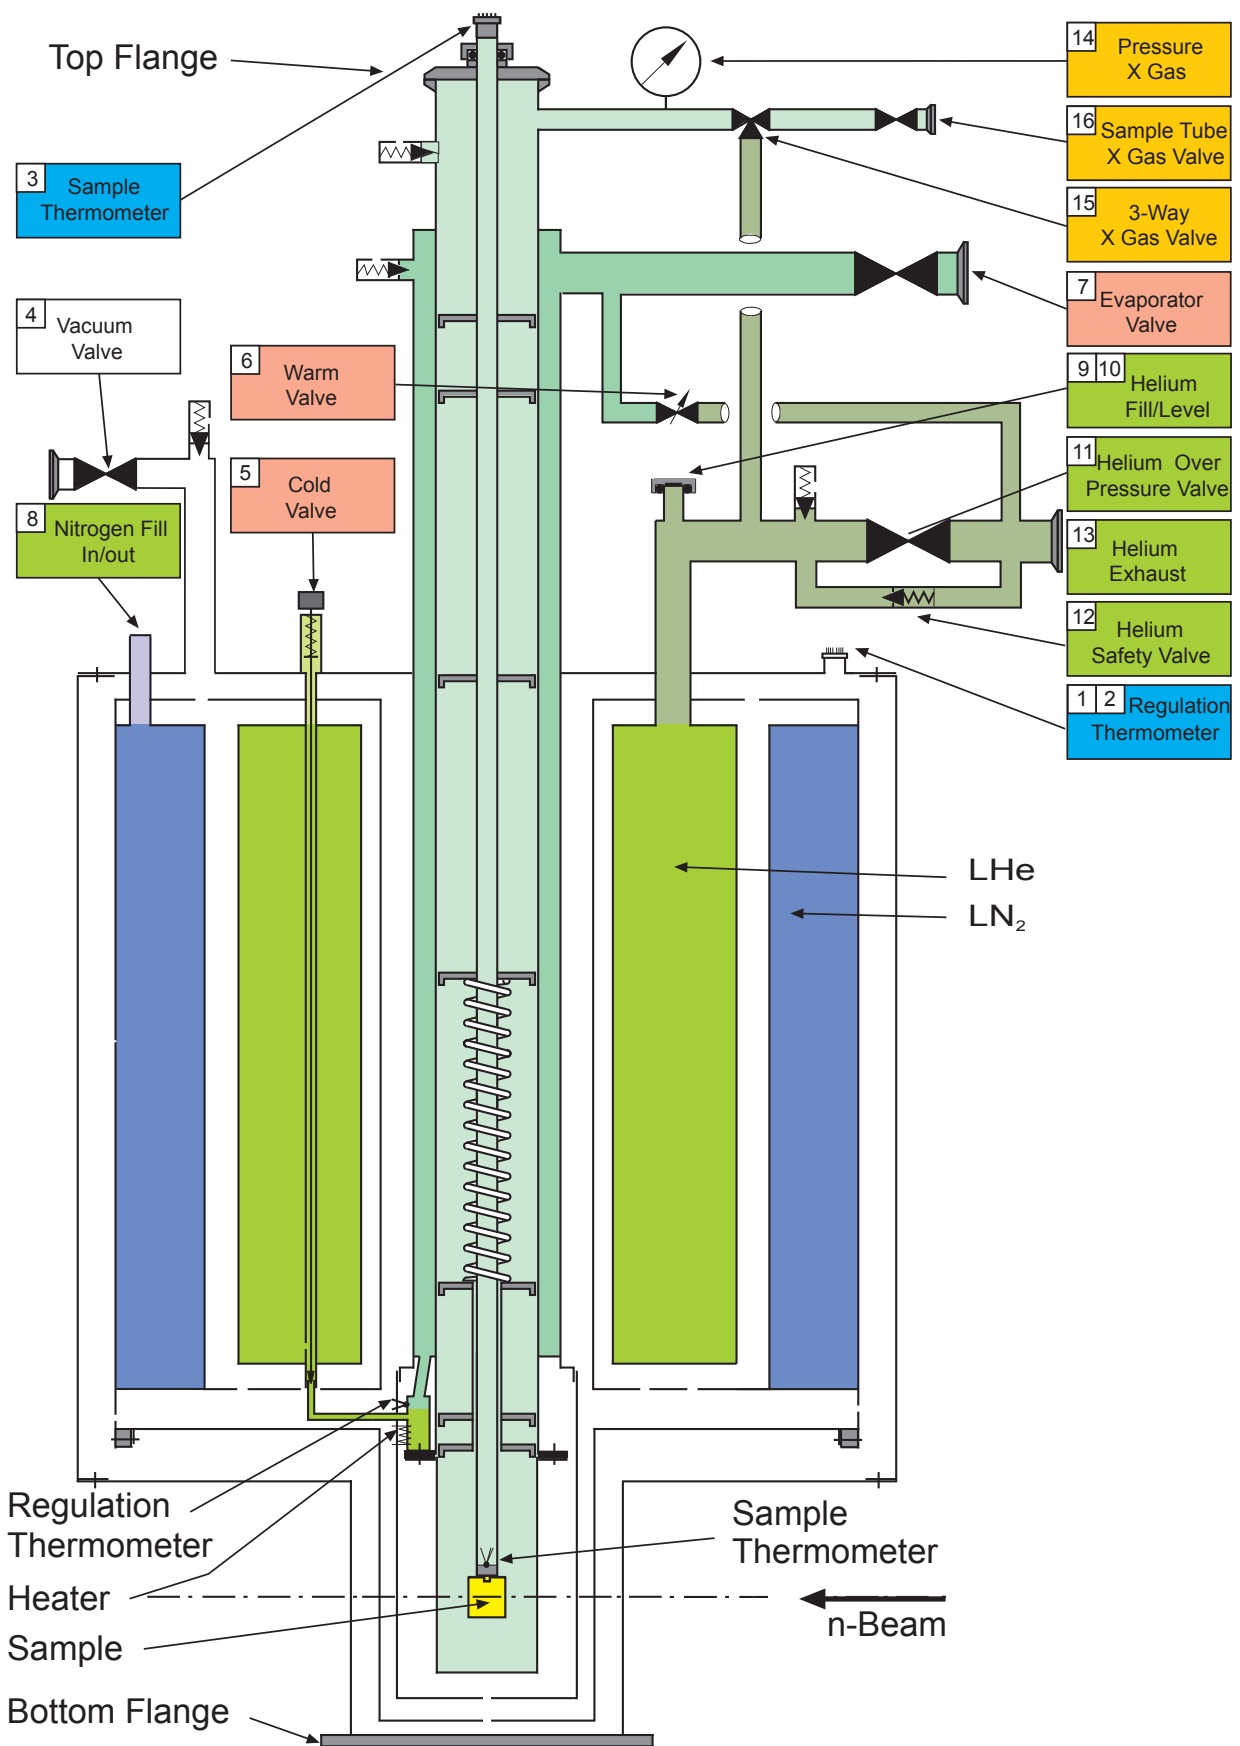 Top Flange
14 Pressure
X Gas
16 Sample Tube
X Gas Valve
3 Sample
Thermometer
15 3-Way
X Gas Valve
7 Evaporator
Valve
4 Vacuum
Valve
6 Warm
Valve
9 10 Helium
Fill/Level
5 Cold
Valve
11 Helium Over
Pressure Valve
8 Nitrogen Fill
In/out
13 Helium
Exhaust
12 Helium
Safety Valve
1 2 Regulation
Thermometer
LHe
LN₂
Regulation
Thermometer
Sample
Thermometer
Heater
n-Beam
Sample
Bottom Flange